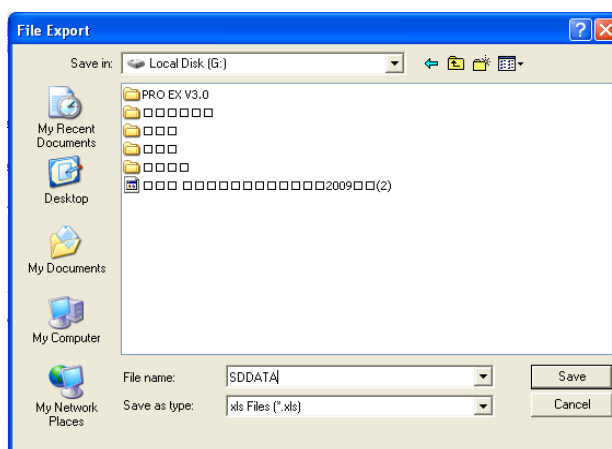 File Export
Save in: Local Disk (G:)
My Recent Documents
Desktop
My Documents
My Computer
My Network Places
PRO EX V3.0
□□□□□□
□□□
□□□
□□□□
□□□ □□□□□□□□□□□□2009□□(2)
File name: SDDATA
Save
Save as type: xls Files (*.xls)
Cancel